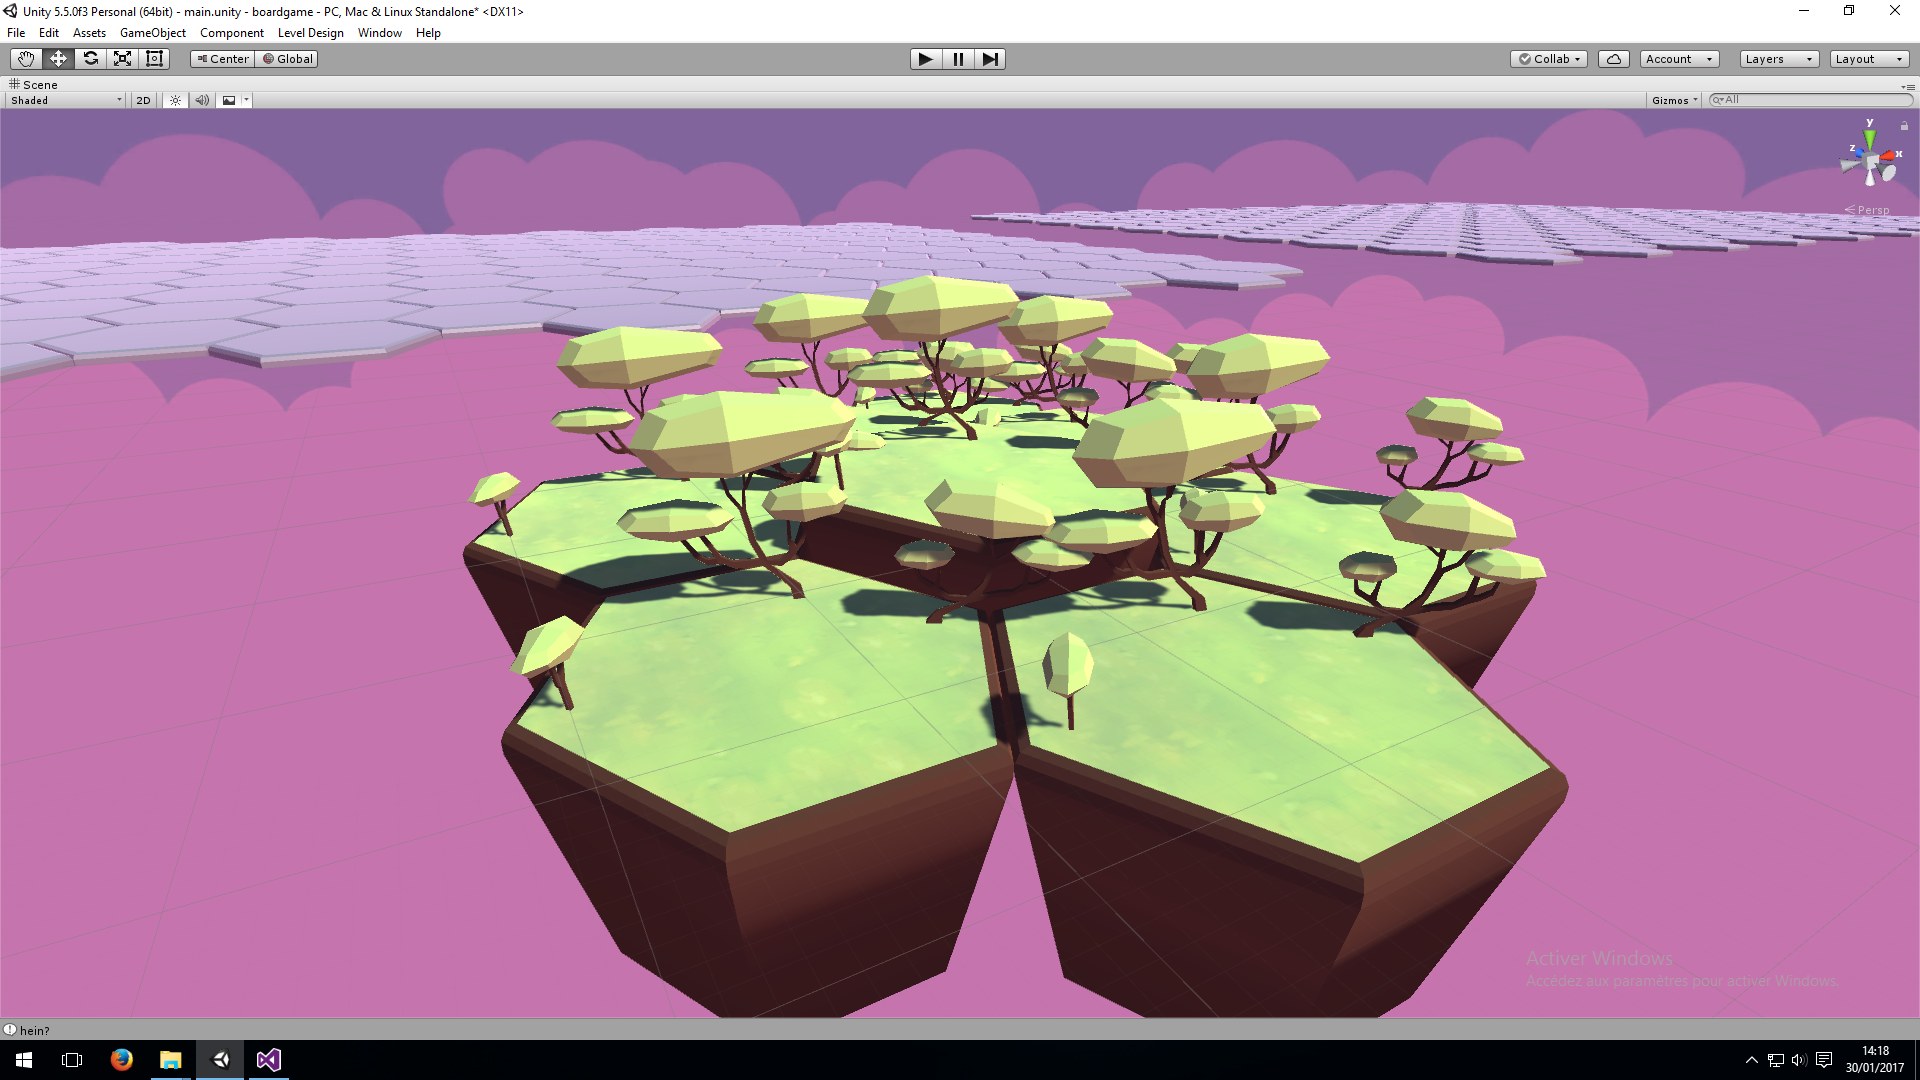 Unity 5.5.0f3 Personal (64bit) - main.unity - boardgame - PC, Mac & Linux Standalone* <DX11>
File Edit Assets GameObject Component Level Design Window Help
Center Global Collab Account Layers Layout
Scene
Shaded 2D Gizmos All
y
z x
Persp
Activer Windows
Accédez aux paramètres pour activer Windows.
hein?
14:18
30/01/2017